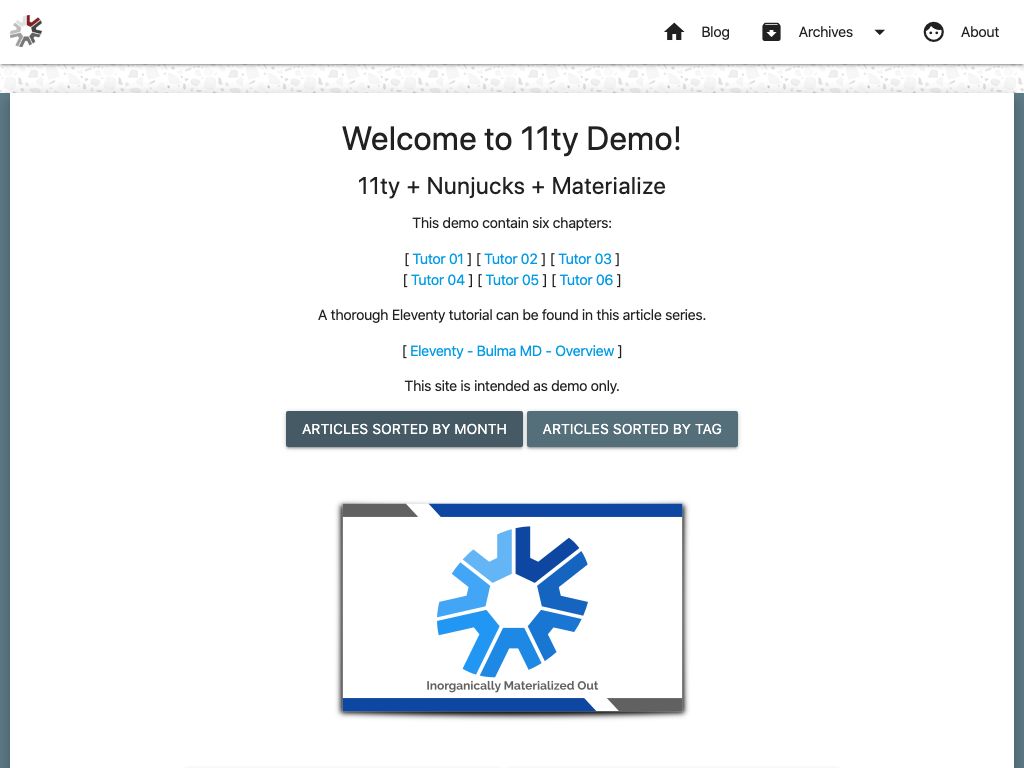 Blog Archives About
Welcome to 11ty Demo!
11ty + Nunjucks + Materialize
This demo contain six chapters:
[ Tutor 01 ] [ Tutor 02 ] [ Tutor 03 ]
[ Tutor 04 ] [ Tutor 05 ] [ Tutor 06 ]
A thorough Eleventy tutorial can be found in this article series.
[ Eleventy - Bulma MD - Overview ]
This site is intended as demo only.
ARTICLES SORTED BY MONTH ARTICLES SORTED BY TAG
Inorganically Materialized Out